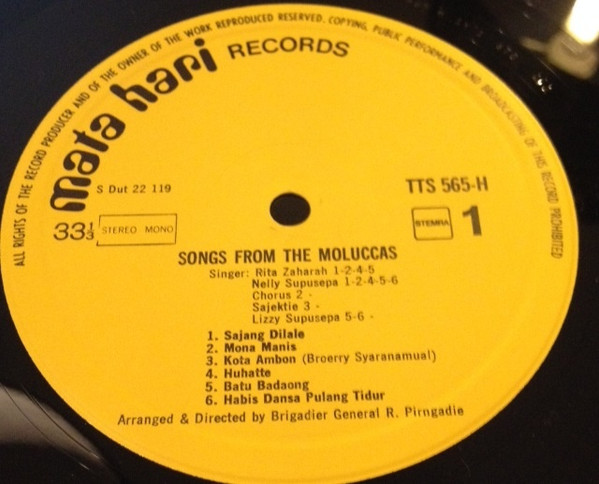 ALL RIGHTS OF THE RECORD PRODUCER AND OF THE OWNER OF THE WORK REPRODUCED RESERVED. COPYING, PUBLIC PERFORMANCE AND BROADCASTING OF THIS RECORD PROHIBITED
mata hari RECORDS
S Dut 22 119
TTS 565-H
33 1/3 STEREO MONO
STEMRA 1
SONGS FROM THE MOLUCCAS
Singer: Rita Zaharah 1-2-4-5
Nelly Supusepa 1-2-4-5-6
Chorus 2 -
Sajektie 3 -
Lizzy Supusepa 5-6 -
1. Sajang Dilale
2. Mona Manis
3. Kota Ambon (Broerry Syaranamual)
4. Huhatte
5. Batu Badaong
6. Habis Dansa Pulang Tidur
Arranged & Directed by Brigadier General R. Pirngadie